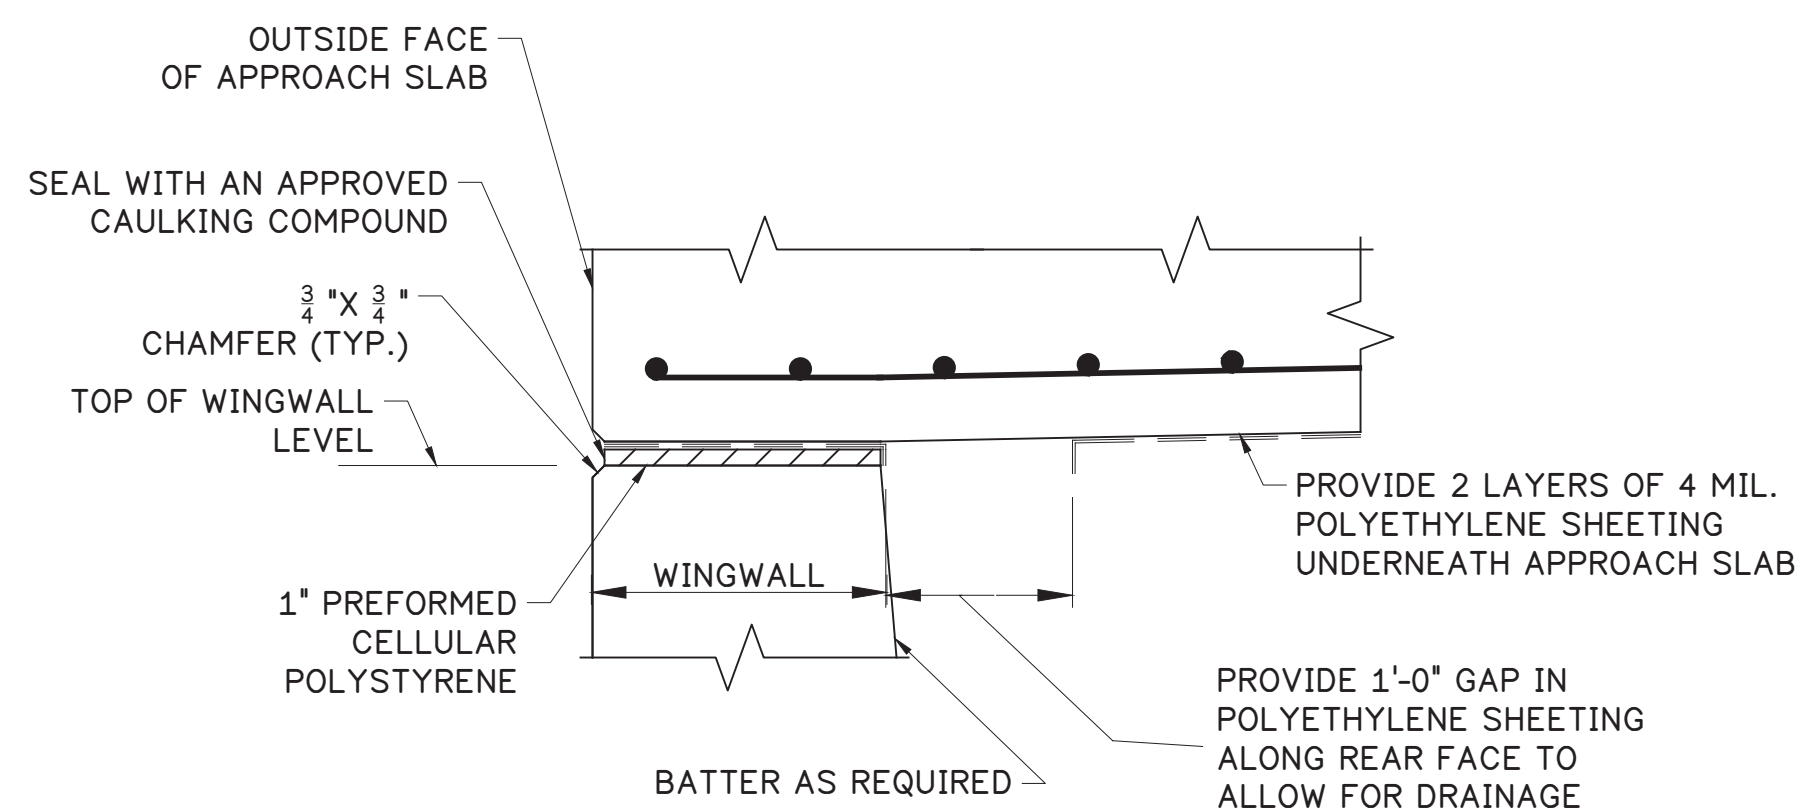 OUTSIDE FACE
OF APPROACH SLAB
SEAL WITH AN APPROVED
CAULKING COMPOUND
3/4 "X 3/4 "
CHAMFER (TYP.)
TOP OF WINGWALL
LEVEL
1" PREFORMED
CELLULAR
POLYSTYRENE
WINGWALL
BATTER AS REQUIRED
PROVIDE 2 LAYERS OF 4 MIL.
POLYETHYLENE SHEETING
UNDERNEATH APPROACH SLAB
PROVIDE 1'-0" GAP IN
POLYETHYLENE SHEETING
ALONG REAR FACE TO
ALLOW FOR DRAINAGE